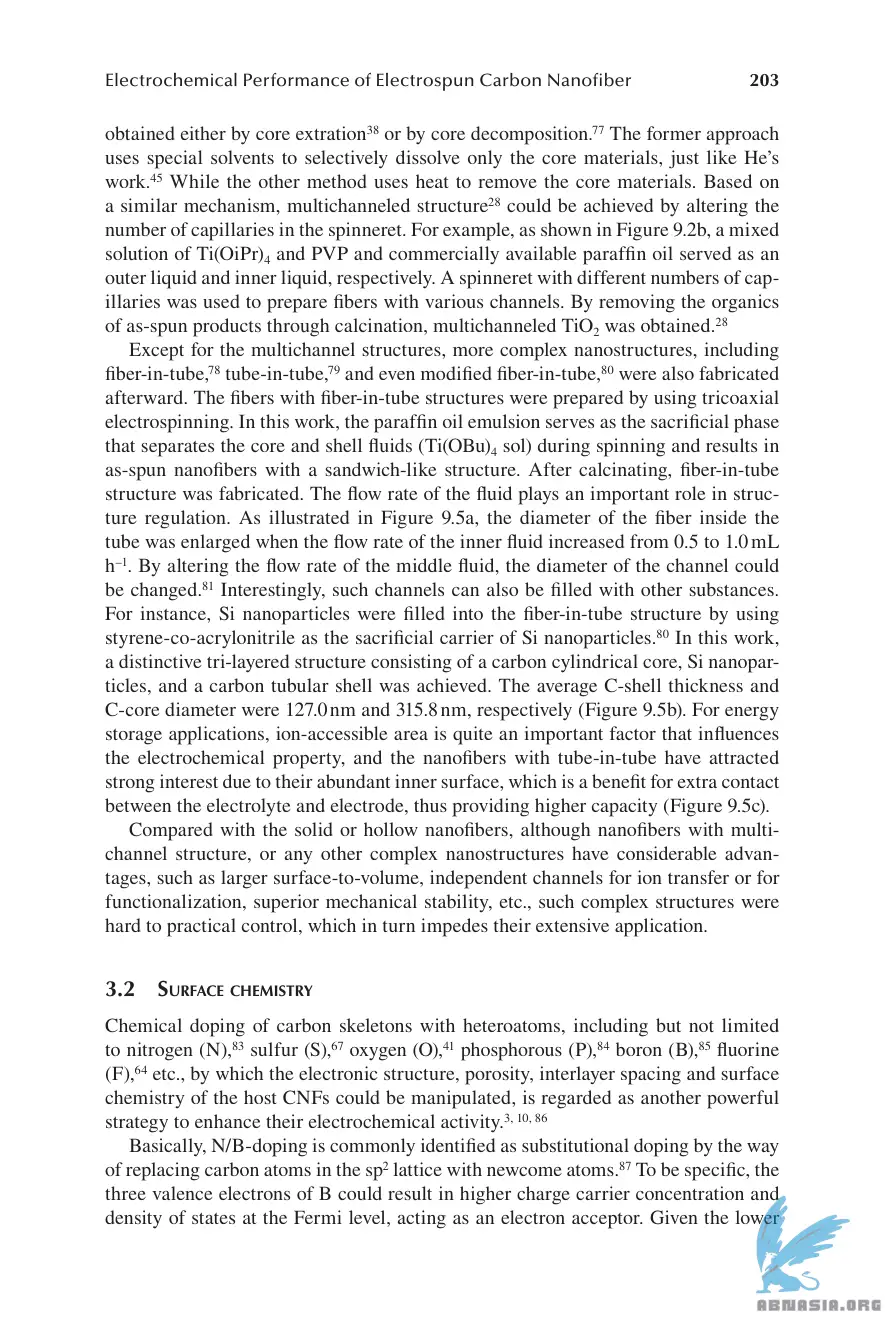 Electrochemical Performance of Electrospun Carbon Nanofiber 203
obtained either by core extration³⁸ or by core decomposition.⁷⁷ The former approach
uses special solvents to selectively dissolve only the core materials, just like He's
work.⁴⁵ While the other method uses heat to remove the core materials. Based on
a similar mechanism, multichanneled structure²⁸ could be achieved by altering the
number of capillaries in the spinneret. For example, as shown in Figure 9.2b, a mixed
solution of Ti(OiPr)₄ and PVP and commercially available paraffin oil served as an
outer liquid and inner liquid, respectively. A spinneret with different numbers of cap-
illaries was used to prepare fibers with various channels. By removing the organics
of as-spun products through calcination, multichanneled TiO₂ was obtained.²⁸
Except for the multichannel structures, more complex nanostructures, including
fiber-in-tube,⁷⁸ tube-in-tube,⁷⁹ and even modified fiber-in-tube,⁸⁰ were also fabricated
afterward. The fibers with fiber-in-tube structures were prepared by using tricoaxial
electrospinning. In this work, the paraffin oil emulsion serves as the sacrificial phase
that separates the core and shell fluids (Ti(OBu)₄ sol) during spinning and results in
as-spun nanofibers with a sandwich-like structure. After calcinating, fiber-in-tube
structure was fabricated. The flow rate of the fluid plays an important role in struc-
ture regulation. As illustrated in Figure 9.5a, the diameter of the fiber inside the
tube was enlarged when the flow rate of the inner fluid increased from 0.5 to 1.0 mL
h⁻¹. By altering the flow rate of the middle fluid, the diameter of the channel could
be changed.⁸¹ Interestingly, such channels can also be filled with other substances.
For instance, Si nanoparticles were filled into the fiber-in-tube structure by using
styrene-co-acrylonitrile as the sacrificial carrier of Si nanoparticles.⁸⁰ In this work,
a distinctive tri-layered structure consisting of a carbon cylindrical core, Si nanopar-
ticles, and a carbon tubular shell was achieved. The average C-shell thickness and
C-core diameter were 127.0 nm and 315.8 nm, respectively (Figure 9.5b). For energy
storage applications, ion-accessible area is quite an important factor that influences
the electrochemical property, and the nanofibers with tube-in-tube have attracted
strong interest due to their abundant inner surface, which is a benefit for extra contact
between the electrolyte and electrode, thus providing higher capacity (Figure 9.5c).
Compared with the solid or hollow nanofibers, although nanofibers with multi-
channel structure, or any other complex nanostructures have considerable advan-
tages, such as larger surface-to-volume, independent channels for ion transfer or for
functionalization, superior mechanical stability, etc., such complex structures were
hard to practical control, which in turn impedes their extensive application.
3.2 Surface chemistry
Chemical doping of carbon skeletons with heteroatoms, including but not limited
to nitrogen (N),⁸³ sulfur (S),⁶⁷ oxygen (O),⁴¹ phosphorous (P),⁸⁴ boron (B),⁸⁵ fluorine
(F),⁶⁴ etc., by which the electronic structure, porosity, interlayer spacing and surface
chemistry of the host CNFs could be manipulated, is regarded as another powerful
strategy to enhance their electrochemical activity.³, ¹⁰, ⁸⁶
Basically, N/B-doping is commonly identified as substitutional doping by the way
of replacing carbon atoms in the sp² lattice with newcome atoms.⁸⁷ To be specific, the
three valence electrons of B could result in higher charge carrier concentration and
density of states at the Fermi level, acting as an electron acceptor. Given the lower
ABNASIA.ORG